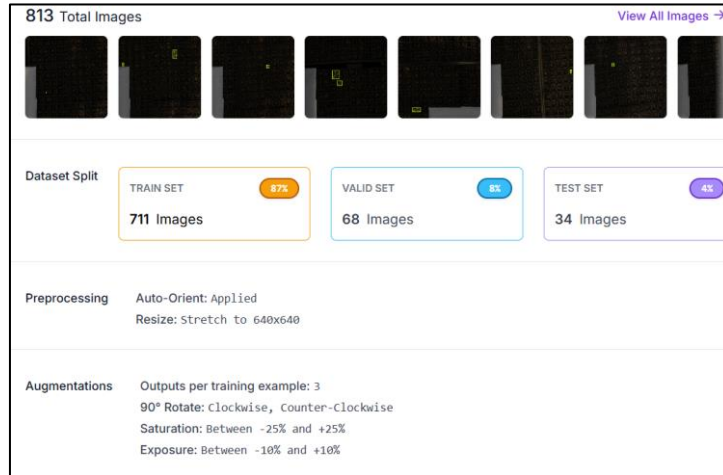 813 Total Images
View All Images →
Dataset Split
TRAIN SET
87%
711 Images
VALID SET
8%
68 Images
TEST SET
4%
34 Images
Preprocessing
Auto-Orient: Applied
Resize: Stretch to 640x640
Augmentations
Outputs per training example: 3
90° Rotate: Clockwise, Counter-Clockwise
Saturation: Between -25% and +25%
Exposure: Between -10% and +10%